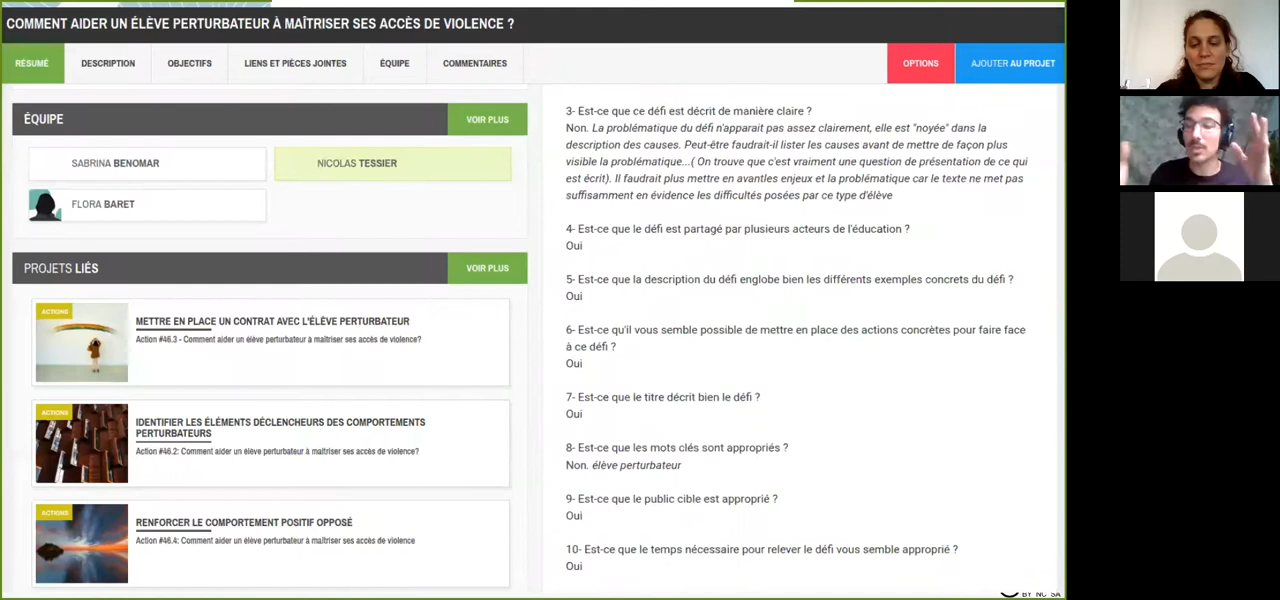 COMMENT AIDER UN ÉLÈVE PERTURBATEUR À MAÎTRISER SES ACCÈS DE VIOLENCE ?
RÉSUMÉ
DESCRIPTION
OBJECTIFS
LIENS ET PIÈCES JOINTES
ÉQUIPE
COMMENTAIRES
OPTIONS
AJOUTER AU PROJET
ÉQUIPE
VOIR PLUS
SABRINA BENOMAR
NICOLAS TESSIER
FLORA BARET
PROJETS LIÉS
VOIR PLUS
ACTIONS
METTRE EN PLACE UN CONTRAT AVEC L'ÉLÈVE PERTURBATEUR
Action #46.3 - Comment aider un élève perturbateur à maîtriser ses accès de violence?
ACTIONS
IDENTIFIER LES ÉLÉMENTS DÉCLENCHEURS DES COMPORTEMENTS
PERTURBATEURS
Action #46.2: Comment aider un élève perturbateur à maîtriser ses accès de violence?
ACTIONS
RENFORCER LE COMPORTEMENT POSITIF OPPOSÉ
Action #46.4: Comment aider un élève perturbateur à maîtriser ses accès de violence
3- Est-ce que ce défi est décrit de manière claire ?
Non. La problématique du défi n'apparait pas assez clairement, elle est "noyée" dans la
description des causes. Peut-être faudrait-il lister les causes avant de mettre de façon plus
visible la problématique...( On trouve que c'est vraiment une question de présentation de ce qui
est écrit). Il faudrait plus mettre en avantles enjeux et la problématique car le texte ne met pas
suffisamment en évidence les difficultés posées par ce type d'élève
4- Est-ce que le défi est partagé par plusieurs acteurs de l'éducation ?
Oui
5- Est-ce que la description du défi englobe bien les différents exemples concrets du défi ?
Oui
6- Est-ce qu'il vous semble possible de mettre en place des actions concrètes pour faire face
à ce défi ?
Oui
7- Est-ce que le titre décrit bien le défi ?
Oui
8- Est-ce que les mots clés sont appropriés ?
Non. élève perturbateur
9- Est-ce que le public cible est approprié ?
Oui
10- Est-ce que le temps nécessaire pour relever le défi vous semble approprié ?
Oui
BY NC SA